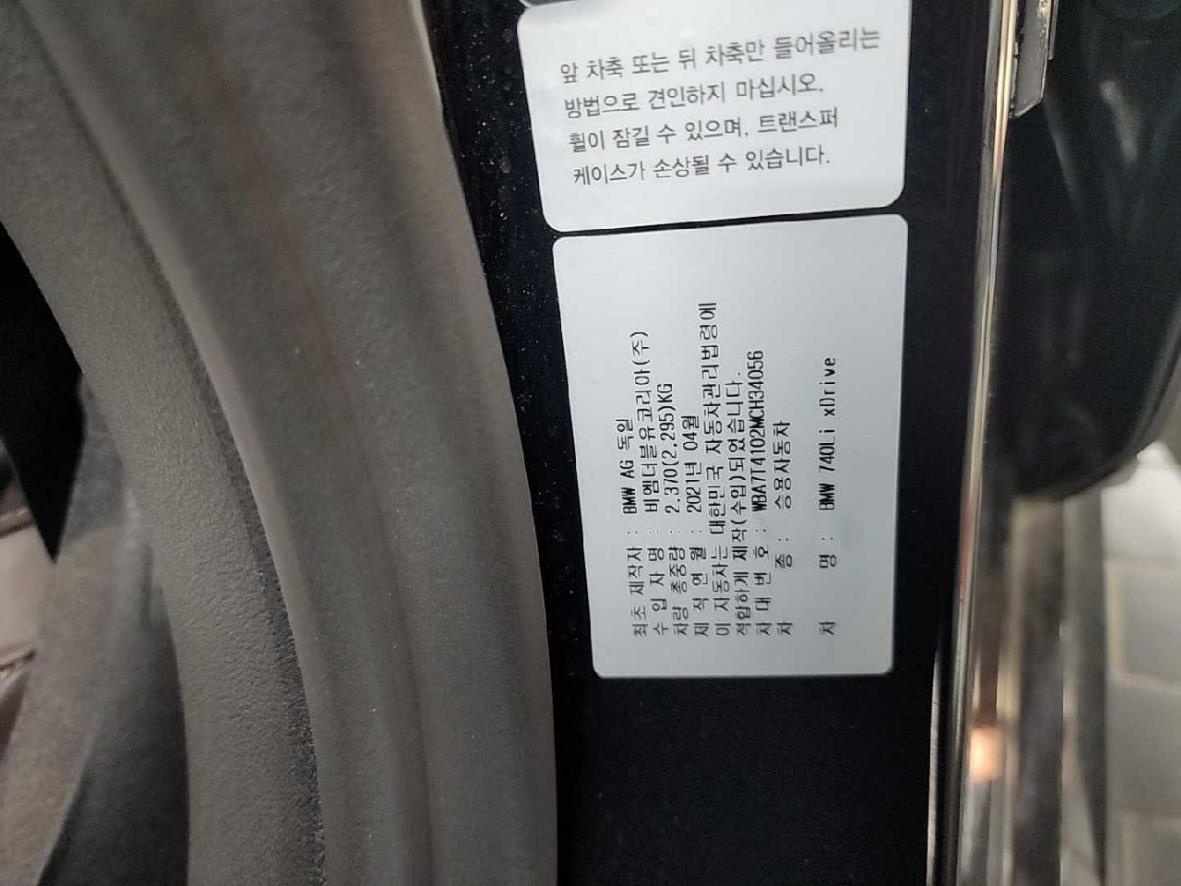 앞 차축 또는 뒤 차축만 들어올리는
방법으로 견인하지 마십시오.
휠이 잠길 수 있으며, 트랜스퍼
케이스가 손상될 수 있습니다.
최초 제작자 : BMW AG 독일
수 입 자 명 : 비엠더블유코리아(주)
차량 총중량 : 2,370(2,295)KG
제 작 연 월 : 2021년 04월
이 자동차는 대한민국 자동차관리법령에
적합하게 제작(수입)되었습니다.
차 대 번 호 : WBA7T4102MCH34056
차 종 : 승용자동차
차 명 : BMW 740Li xDrive